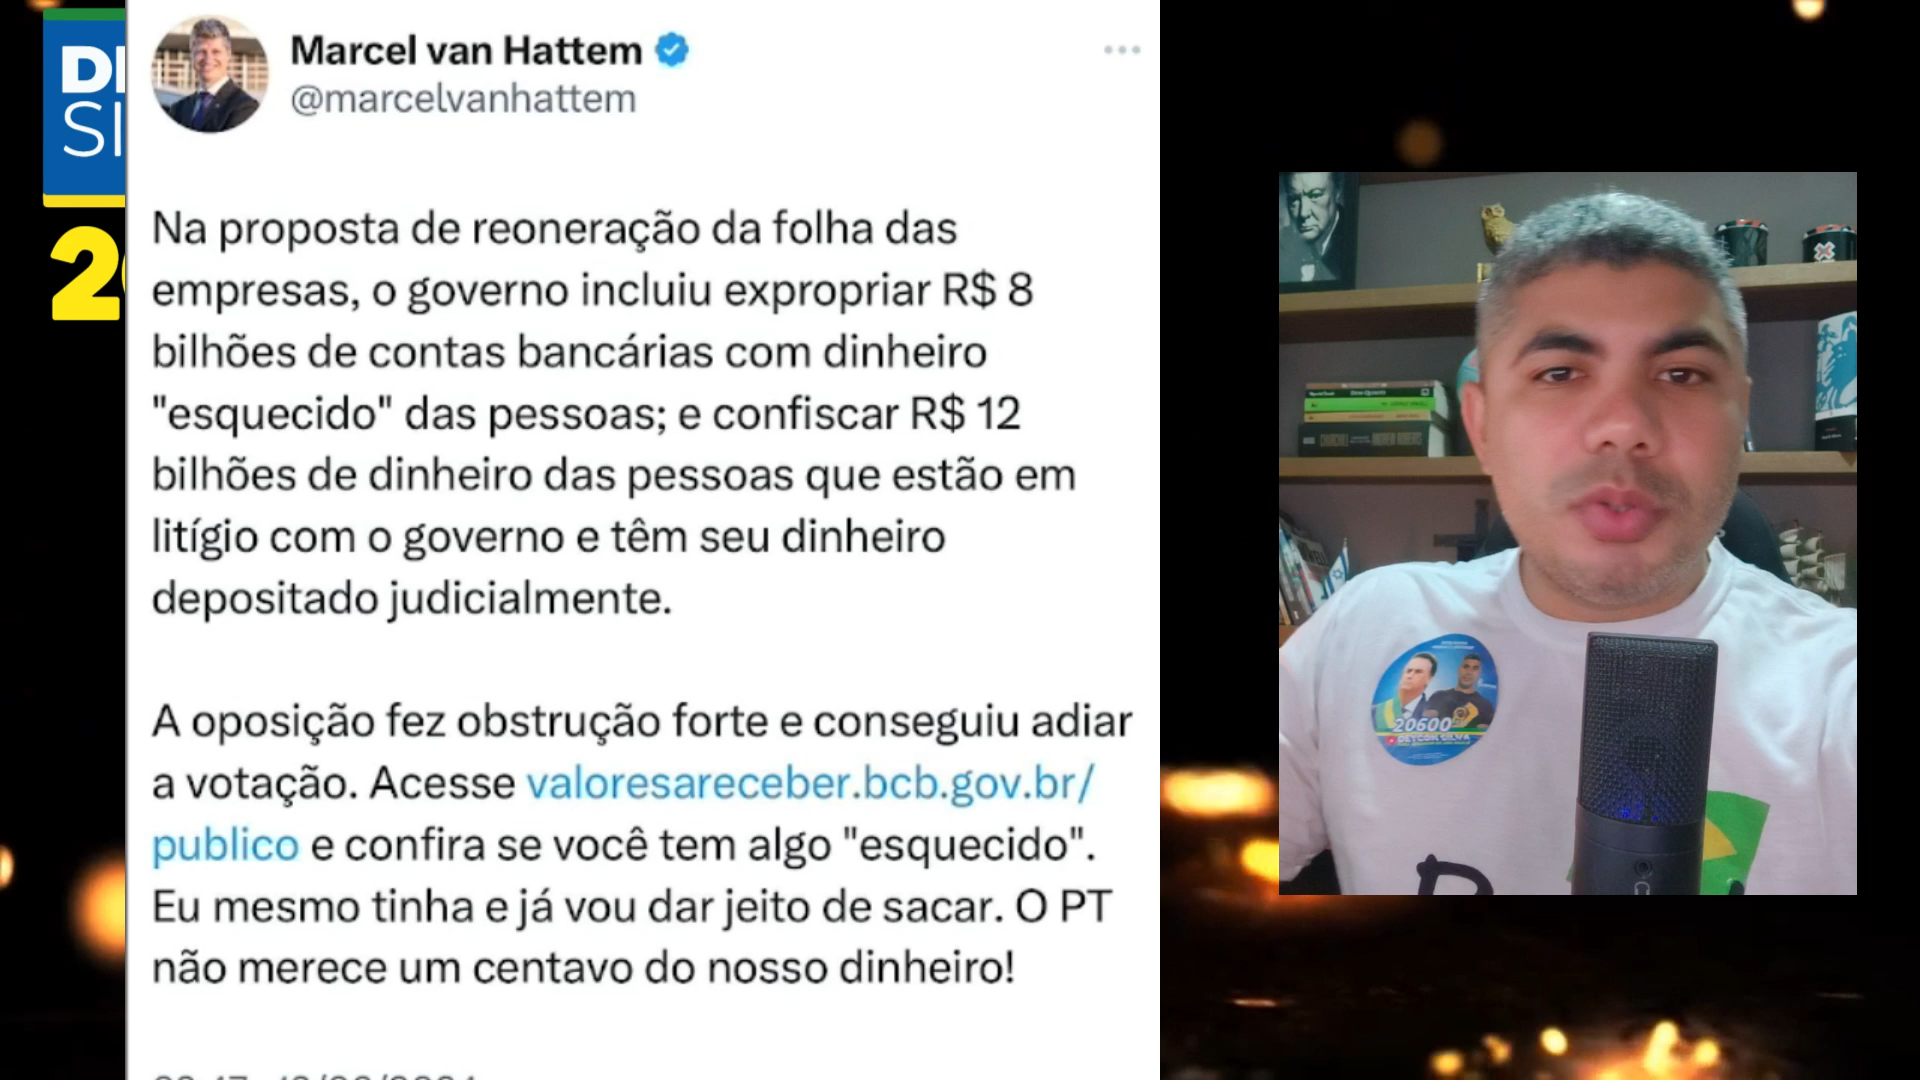 Marcel van Hattem
@marcelvanhattem
Na proposta de reoneração da folha das
empresas, o governo incluiu expropriar R$ 8
bilhões de contas bancárias com dinheiro
"esquecido" das pessoas; e confiscar R$ 12
bilhões de dinheiro das pessoas que estão em
litígio com o governo e têm seu dinheiro
depositado judicialmente.
A oposição fez obstrução forte e conseguiu adiar
a votação. Acesse valoresareceber.bcb.gov.br/
publico e confira se você tem algo "esquecido".
Eu mesmo tinha e já vou dar jeito de sacar. O PT
não merece um centavo do nosso dinheiro!
20600